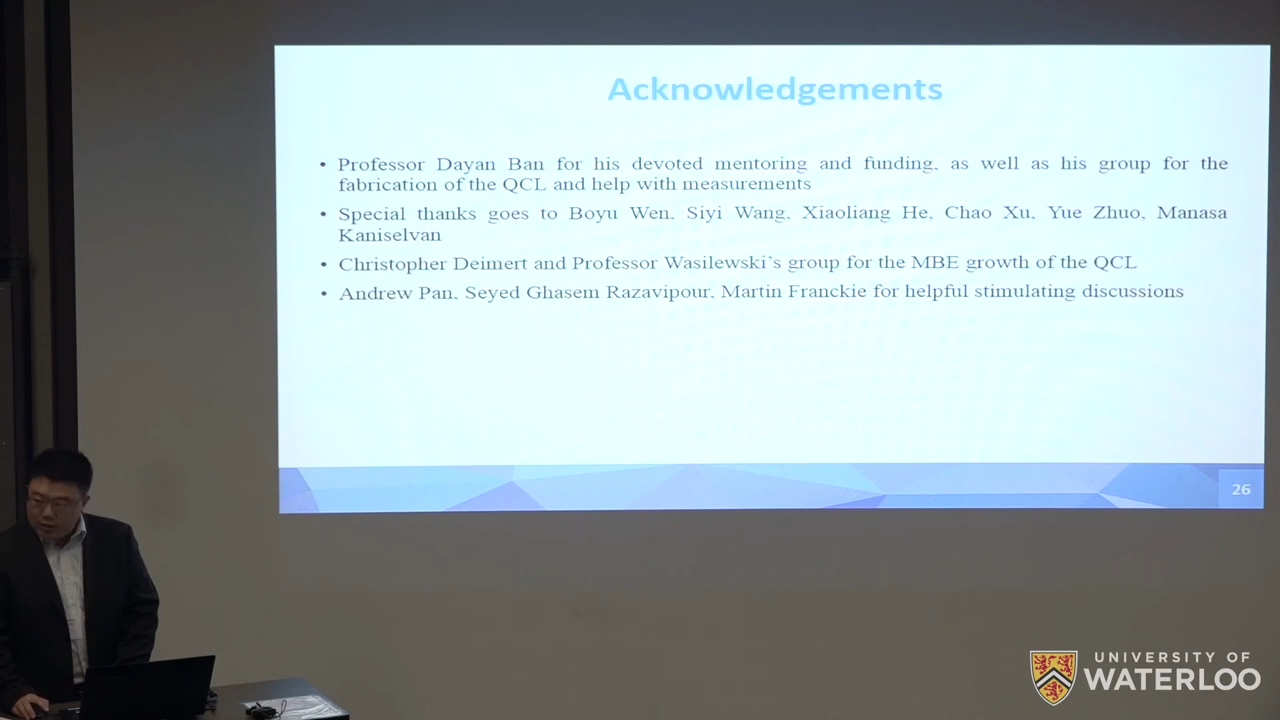 Acknowledgements
• Professor Dayan Ban for his devoted mentoring and funding, as well as his group for the
fabrication of the QCL and help with measurements
• Special thanks goes to Boyu Wen, Siyi Wang, Xiaoliang He, Chao Xu, Yue Zhuo, Manasa
Kaniselvan
• Christopher Deimert and Professor Wasilewski's group for the MBE growth of the QCL
• Andrew Pan, Seyed Ghasem Razavipour, Martin Franckie for helpful stimulating discussions
26
UNIVERSITY OF
WATERLOO